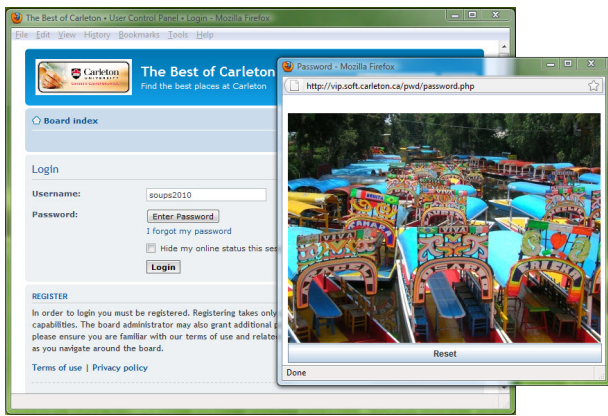 The Best of Carleton • User Control Panel • Login - Mozilla Firefox
File Edit View History Bookmarks Tools Help
Carleton
UNIVERSITY
The Best of Carleton
Find the best places at Carleton
Board index
Login
Username:
soups2010
Password:
Enter Password
I forgot my password
Hide my online status this ses
Login
REGISTER
In order to login you must be registered. Registering takes only
capabilities. The board administrator may also grant additional p
please ensure you are familiar with our terms of use and relate
as you navigate around the board.
Terms of use | Privacy policy
Password - Mozilla Firefox
http://vip.soft.carleton.ca/pwd/password.php
VIVA
VIVA
VIVA
Reset
Done